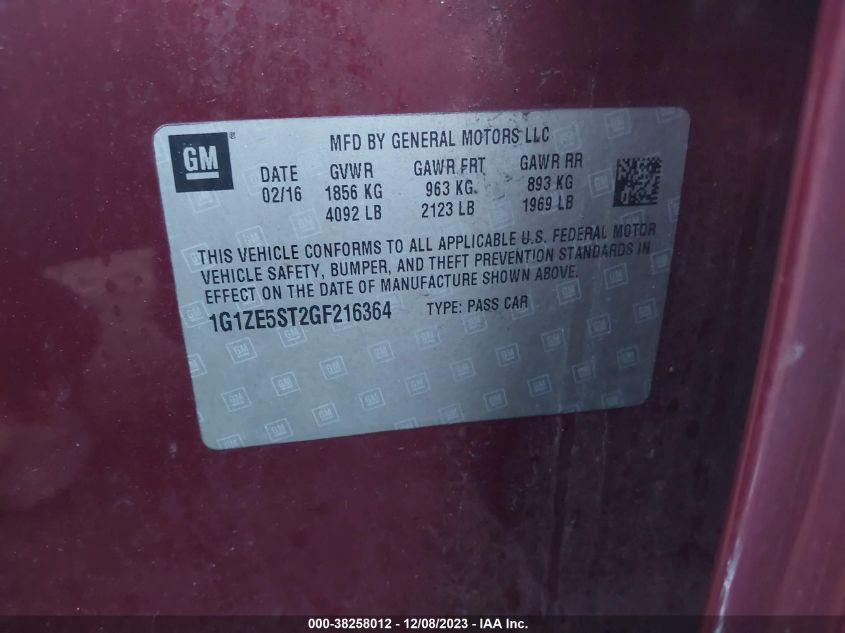 GM
MFD BY GENERAL MOTORS LLC
DATE GVWR GAWR FRT GAWR RR
02/16 1856 KG 963 KG 893 KG
4092 LB 2123 LB 1969 LB
THIS VEHICLE CONFORMS TO ALL APPLICABLE U.S. FEDERAL MOTOR
VEHICLE SAFETY, BUMPER, AND THEFT PREVENTION STANDARDS IN
EFFECT ON THE DATE OF MANUFACTURE SHOWN ABOVE.
1G1ZE5ST2GF216364 TYPE: PASS CAR
000-38258012 - 12/08/2023 - IAA Inc.